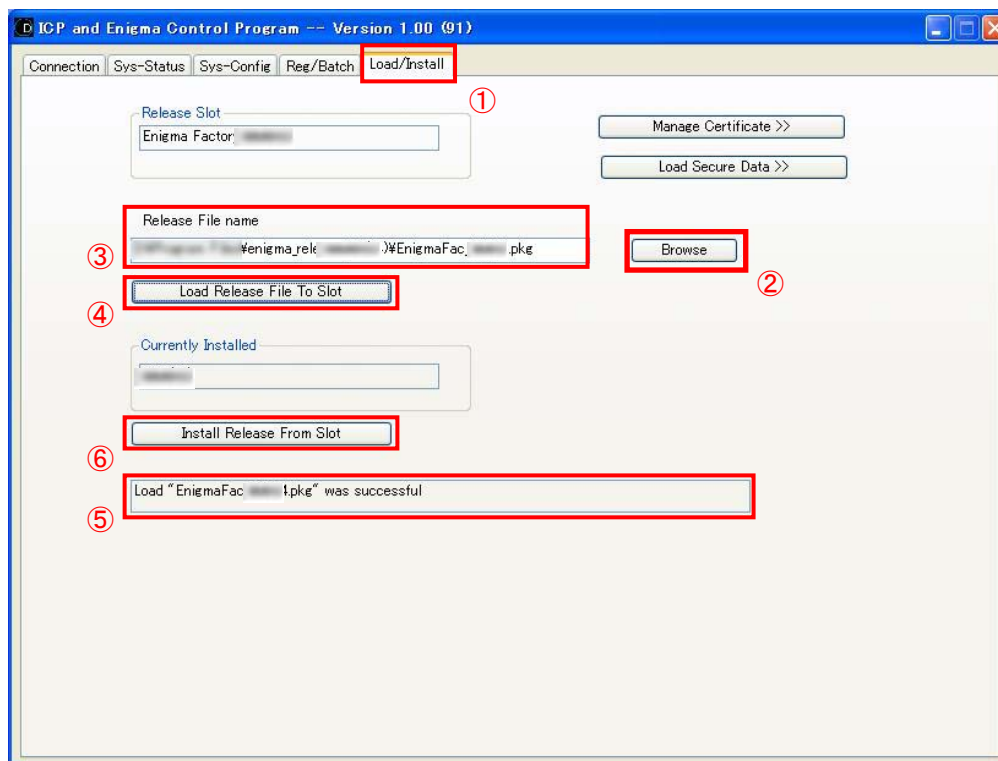 ICP and Enigma Control Program -- Version 1.00 (91)
Connection Sys-Status Sys-Config Reg/Batch Load/Install
①
Release Slot
Enigma Factor
Manage Certificate >>
Load Secure Data >>
Release File name
③
¥enigma_rele )¥EnigmaFac_ .pkg
Browse
②
Load Release File To Slot
④
Currently Installed
Install Release From Slot
⑥
Load "EnigmaFac .pkg" was successful
⑤